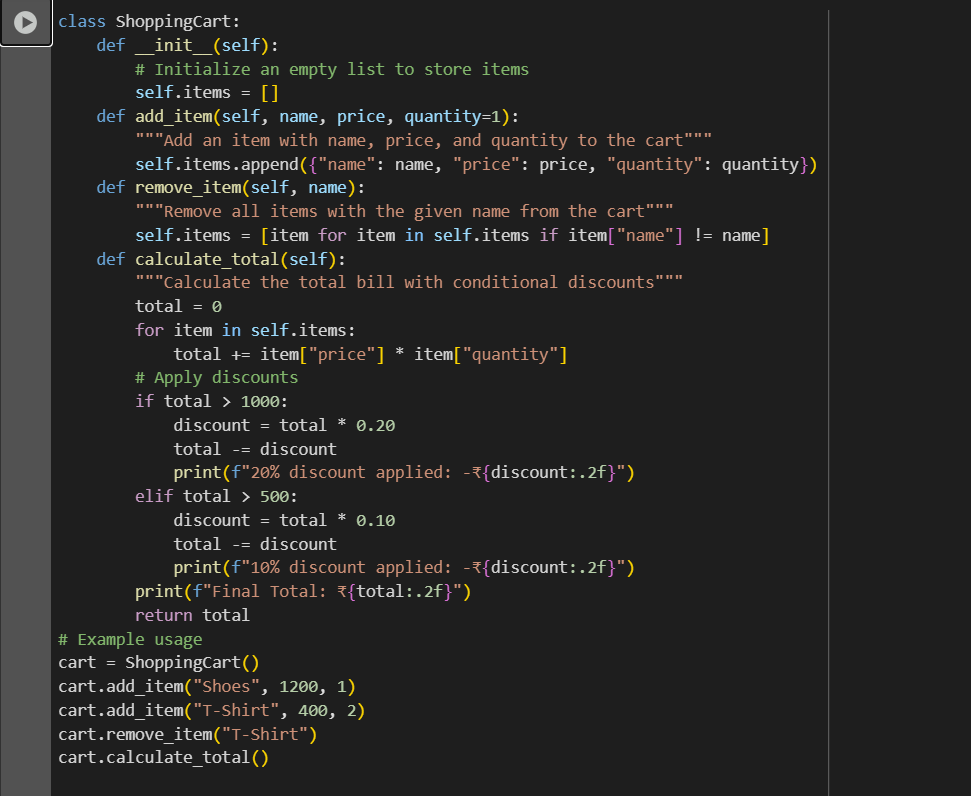 class ShoppingCart:
    def __init__(self):
        # Initialize an empty list to store items
        self.items = []
    def add_item(self, name, price, quantity=1):
        """Add an item with name, price, and quantity to the cart"""
        self.items.append({"name": name, "price": price, "quantity": quantity})
    def remove_item(self, name):
        """Remove all items with the given name from the cart"""
        self.items = [item for item in self.items if item["name"] != name]
    def calculate_total(self):
        """Calculate the total bill with conditional discounts"""
        total = 0
        for item in self.items:
            total += item["price"] * item["quantity"]
        # Apply discounts
        if total > 1000:
            discount = total * 0.20
            total -= discount
            print(f"20% discount applied: -₹{discount:.2f}")
        elif total > 500:
            discount = total * 0.10
            total -= discount
            print(f"10% discount applied: -₹{discount:.2f}")
        print(f"Final Total: ₹{total:.2f}")
        return total
# Example usage
cart = ShoppingCart()
cart.add_item("Shoes", 1200, 1)
cart.add_item("T-Shirt", 400, 2)
cart.remove_item("T-Shirt")
cart.calculate_total()